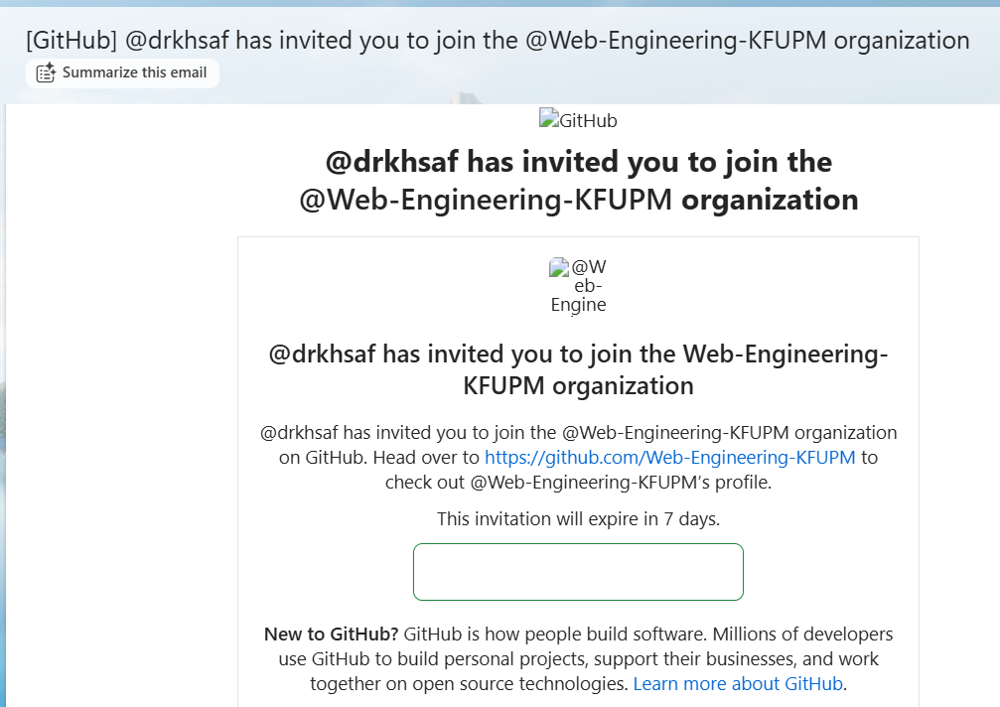 [GitHub] @drkhsaf has invited you to join the @Web-Engineering-KFUPM organization
Summarize this email
GitHub
@drkhsaf has invited you to join the
@Web-Engineering-KFUPM organization
@W
eb-
Engine
@drkhsaf has invited you to join the Web-Engineering-
KFUPM organization
@drkhsaf has invited you to join the @Web-Engineering-KFUPM organization
on GitHub. Head over to https://github.com/Web-Engineering-KFUPM to
check out @Web-Engineering-KFUPM’s profile.
This invitation will expire in 7 days.
New to GitHub? GitHub is how people build software. Millions of developers
use GitHub to build personal projects, support their businesses, and work
together on open source technologies. Learn more about GitHub.